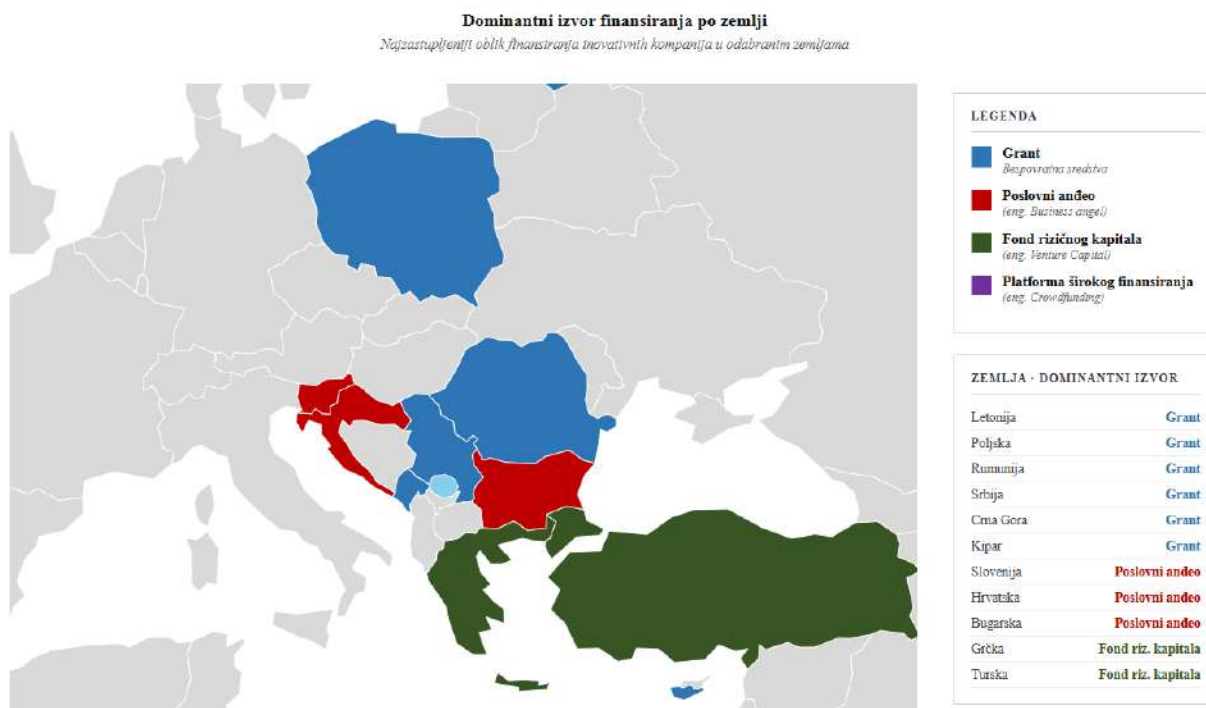 Dominantni izvor finansiranja po zemlji
Najzastupljeniji oblik finansiranja inovativnih kompanija u odabranim zemljama
LEGENDA
Grant
Bespovratna sredstva
Poslovni anđeo
(eng. Business angel)
Fond rizičnog kapitala
(eng. Venture Capital)
Platforma širokog finansiranja
(eng. Crowdfunding)
ZEMLJA · DOMINANTNI IZVOR
Letonija Grant
Poljska Grant
Rumunija Grant
Srbija Grant
Crna Gora Grant
Kipar Grant
Slovenija Poslovni anđeo
Hrvatska Poslovni anđeo
Bugarska Poslovni anđeo
Grčka Fond riz. kapitala
Turska Fond riz. kapitala